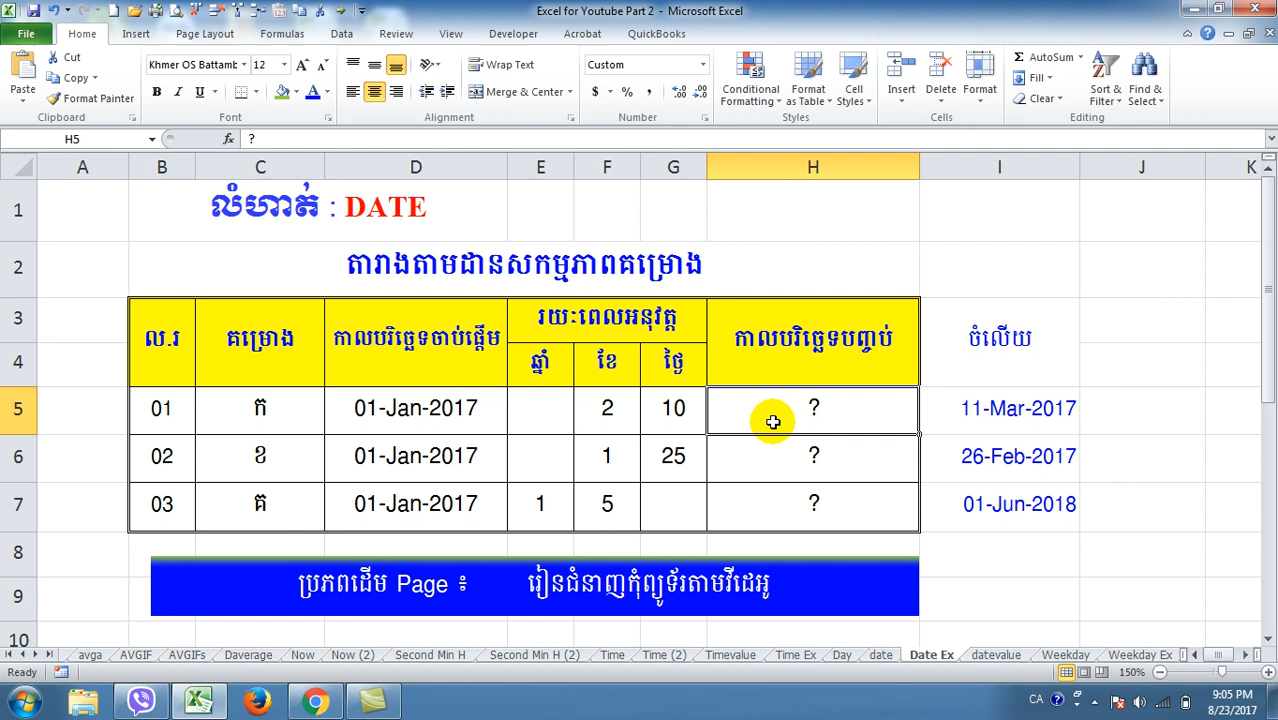 Excel for Youtube Part 2 - Microsoft Excel
File Home Insert Page Layout Formulas Data Review View Developer Acrobat QuickBooks
Cut
Copy
Format Painter
Paste
Clipboard
Khmer OS Battamb 12
Font
Wrap Text
Merge & Center
Alignment
Custom
Number
Conditional Formatting
Format as Table
Cell Styles
Styles
Insert Delete Format
Cells
AutoSum
Fill
Clear
Sort & Filter
Find & Select
Editing
H5 fx ?
A B C D E F G H I J K
1 លំហាត់ : DATE
2 តារាងតាមដានសកម្មភាពគម្រោង
3 ល.រ គម្រោង កាលបរិច្ឆេទចាប់ផ្តើម រយៈពេលអនុវត្ត កាលបរិច្ឆេទបញ្ចប់ ចំលើយ
4 ឆ្នាំ ខែ ថ្ងៃ
5 01 ក 01-Jan-2017 2 10 ? 11-Mar-2017
6 02 ខ 01-Jan-2017 1 25 ? 26-Feb-2017
7 03 គ 01-Jan-2017 1 5 ? 01-Jun-2018
8
9 ប្រភពដើម Page ៖ រៀនជំនាញកុំព្យូទ័រតាមវីដេអូ
10
avga AVGIF AVGIFs Daverage Now Now (2) Second Min H Second Min H (2) Time Time (2) Timevalue Time Ex Day date Date Ex datevalue Weekday Weekday Ex
Ready 150%
CA 9:05 PM
8/23/2017